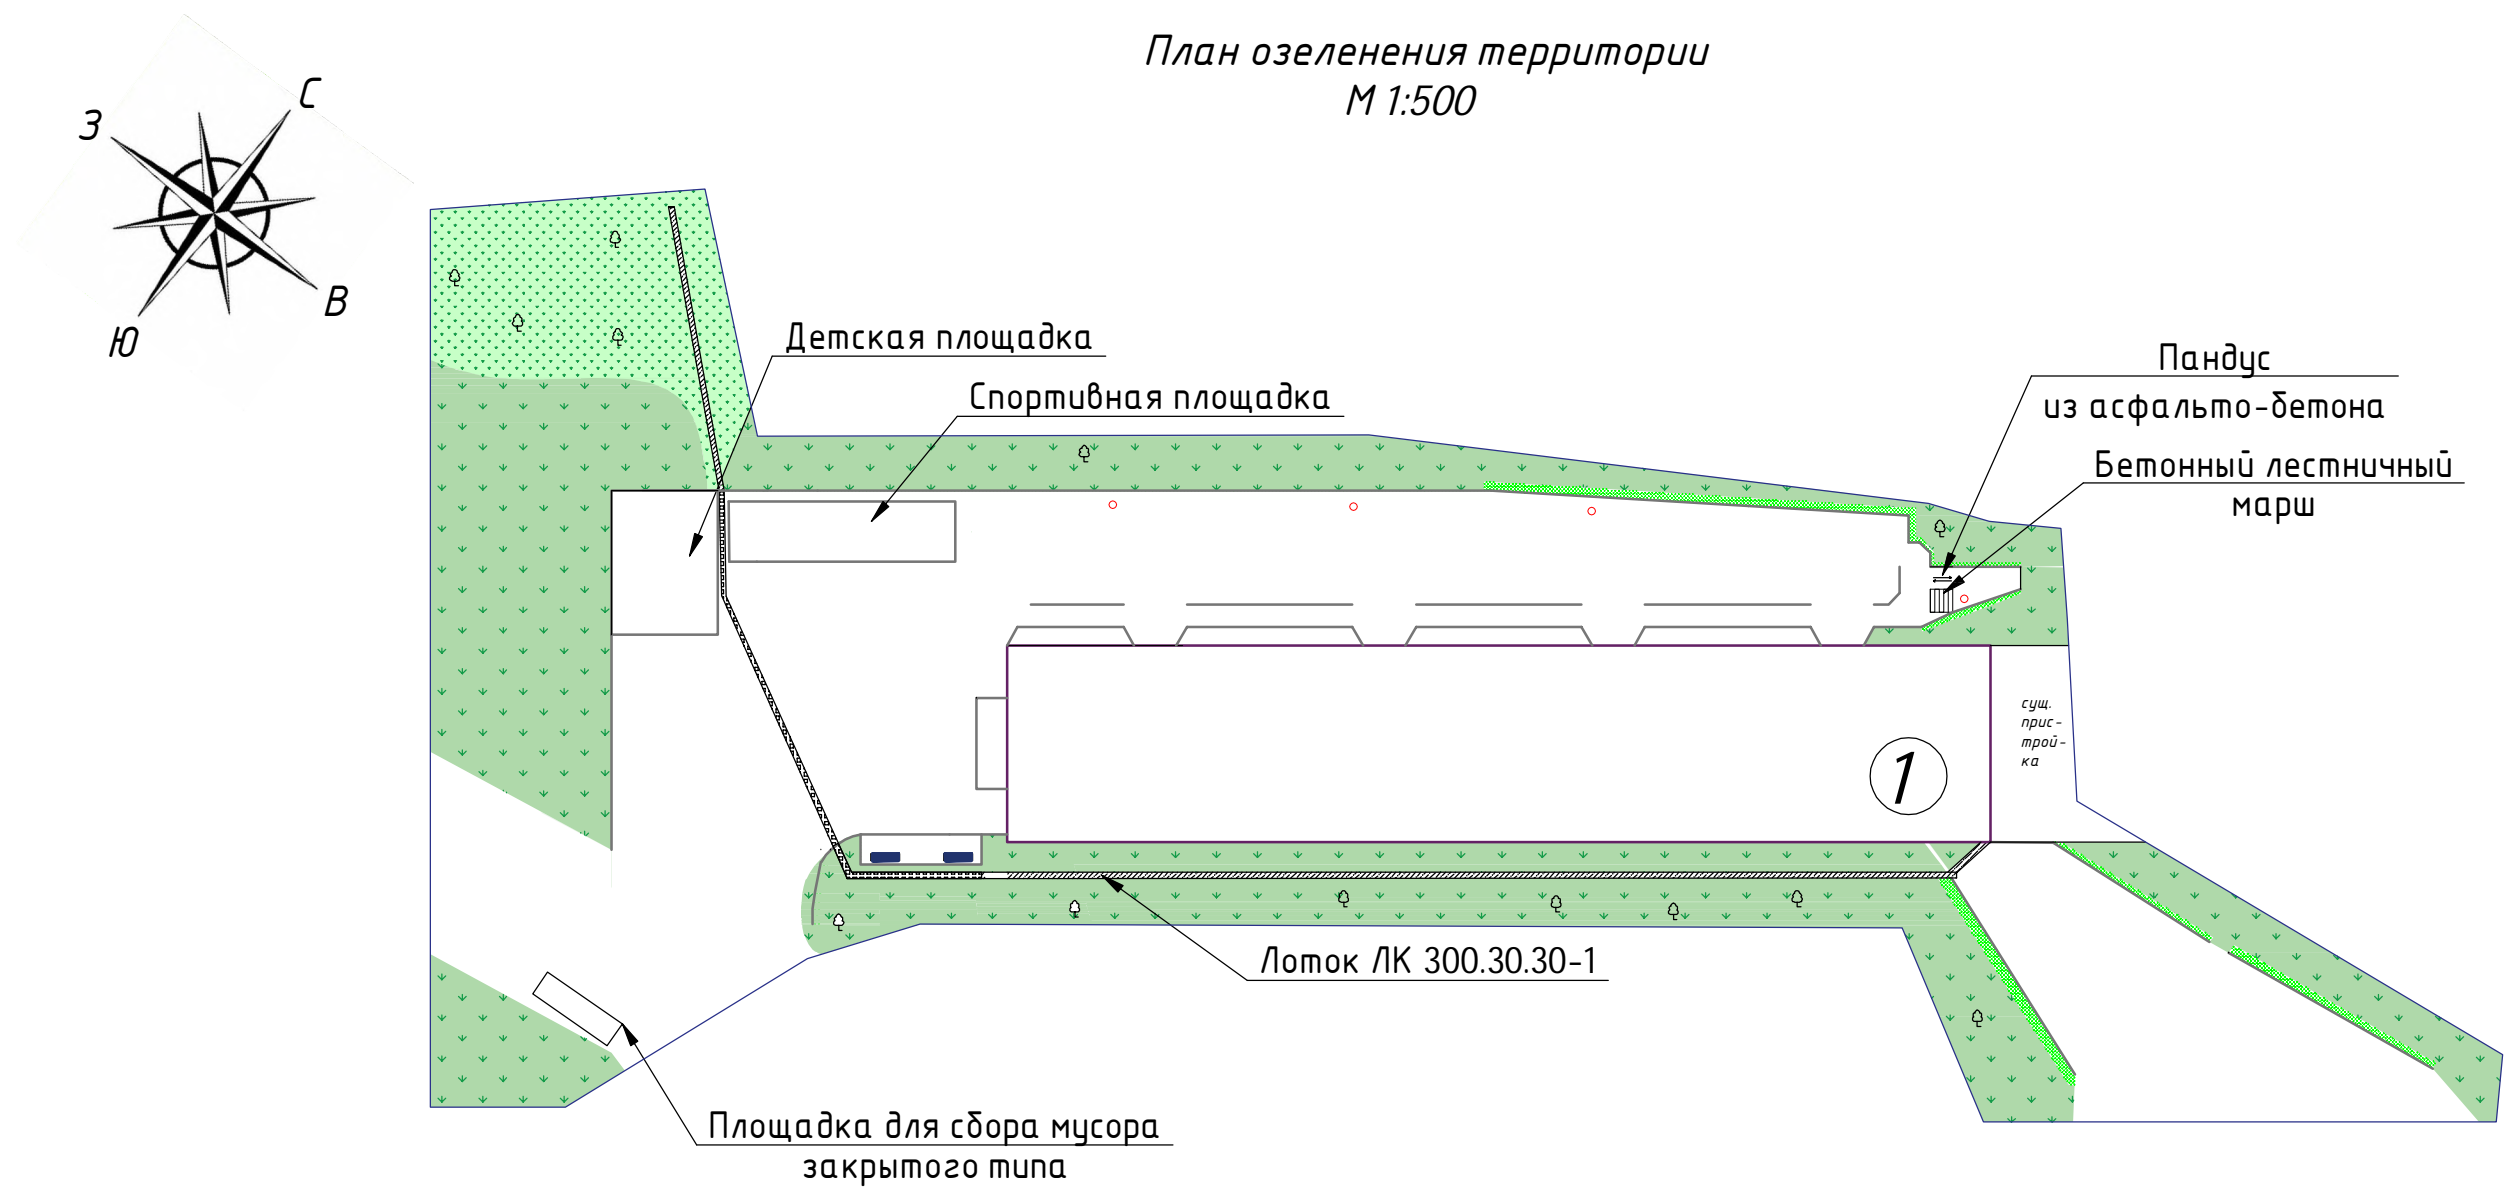 План озеленения территории
М 1:500
С
З
В
Ю
Детская площадка
Спортивная площадка
Пандус
из асфальто-бетона
Бетонный лестничный
марш
сущ.
прис-
трой-
ка
1
Лоток ЛК 300.30.30-1
Площадка для сбора мусора
закрытого типа